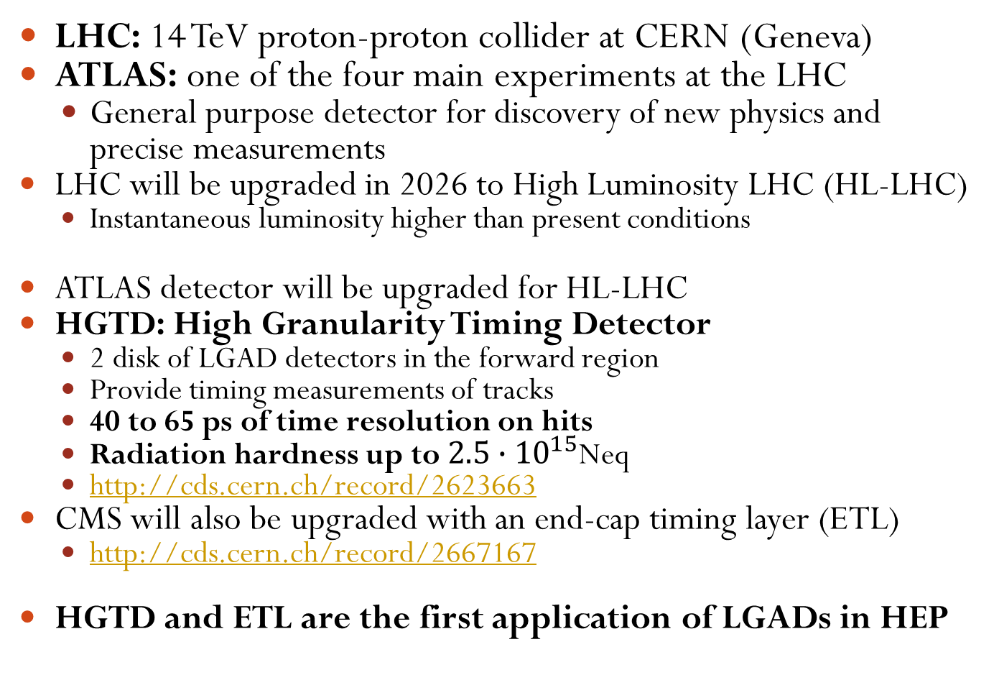 • LHC: 14 TeV proton-proton collider at CERN (Geneva)
• ATLAS: one of the four main experiments at the LHC
• General purpose detector for discovery of new physics and
precise measurements
• LHC will be upgraded in 2026 to High Luminosity LHC (HL-LHC)
• Instantaneous luminosity higher than present conditions
• ATLAS detector will be upgraded for HL-LHC
• HGTD: High Granularity Timing Detector
• 2 disk of LGAD detectors in the forward region
• Provide timing measurements of tracks
• 40 to 65 ps of time resolution on hits
• Radiation hardness up to 2.5 · 10¹⁵Neq
• http://cds.cern.ch/record/2623663
• CMS will also be upgraded with an end-cap timing layer (ETL)
• http://cds.cern.ch/record/2667167
• HGTD and ETL are the first application of LGADs in HEP